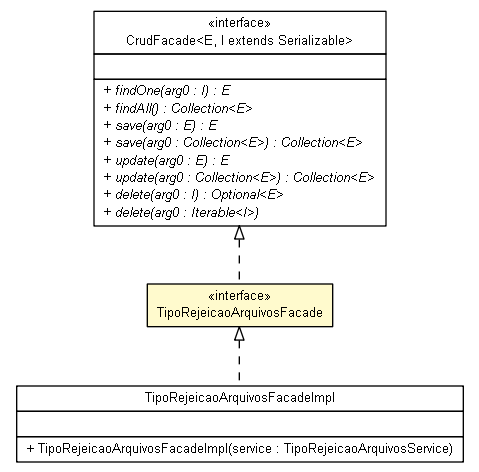 «interface»
CrudFacade<E, I extends Serializable>
+ findOne(arg0 : I) : E
+ findAll() : Collection<E>
+ save(arg0 : E) : E
+ save(arg0 : Collection<E>) : Collection<E>
+ update(arg0 : E) : E
+ update(arg0 : Collection<E>) : Collection<E>
+ delete(arg0 : I) : Optional<E>
+ delete(arg0 : Iterable<I>)
«interface»
TipoRejeicaoArquivosFacade
TipoRejeicaoArquivosFacadeImpl
+ TipoRejeicaoArquivosFacadeImpl(service : TipoRejeicaoArquivosService)